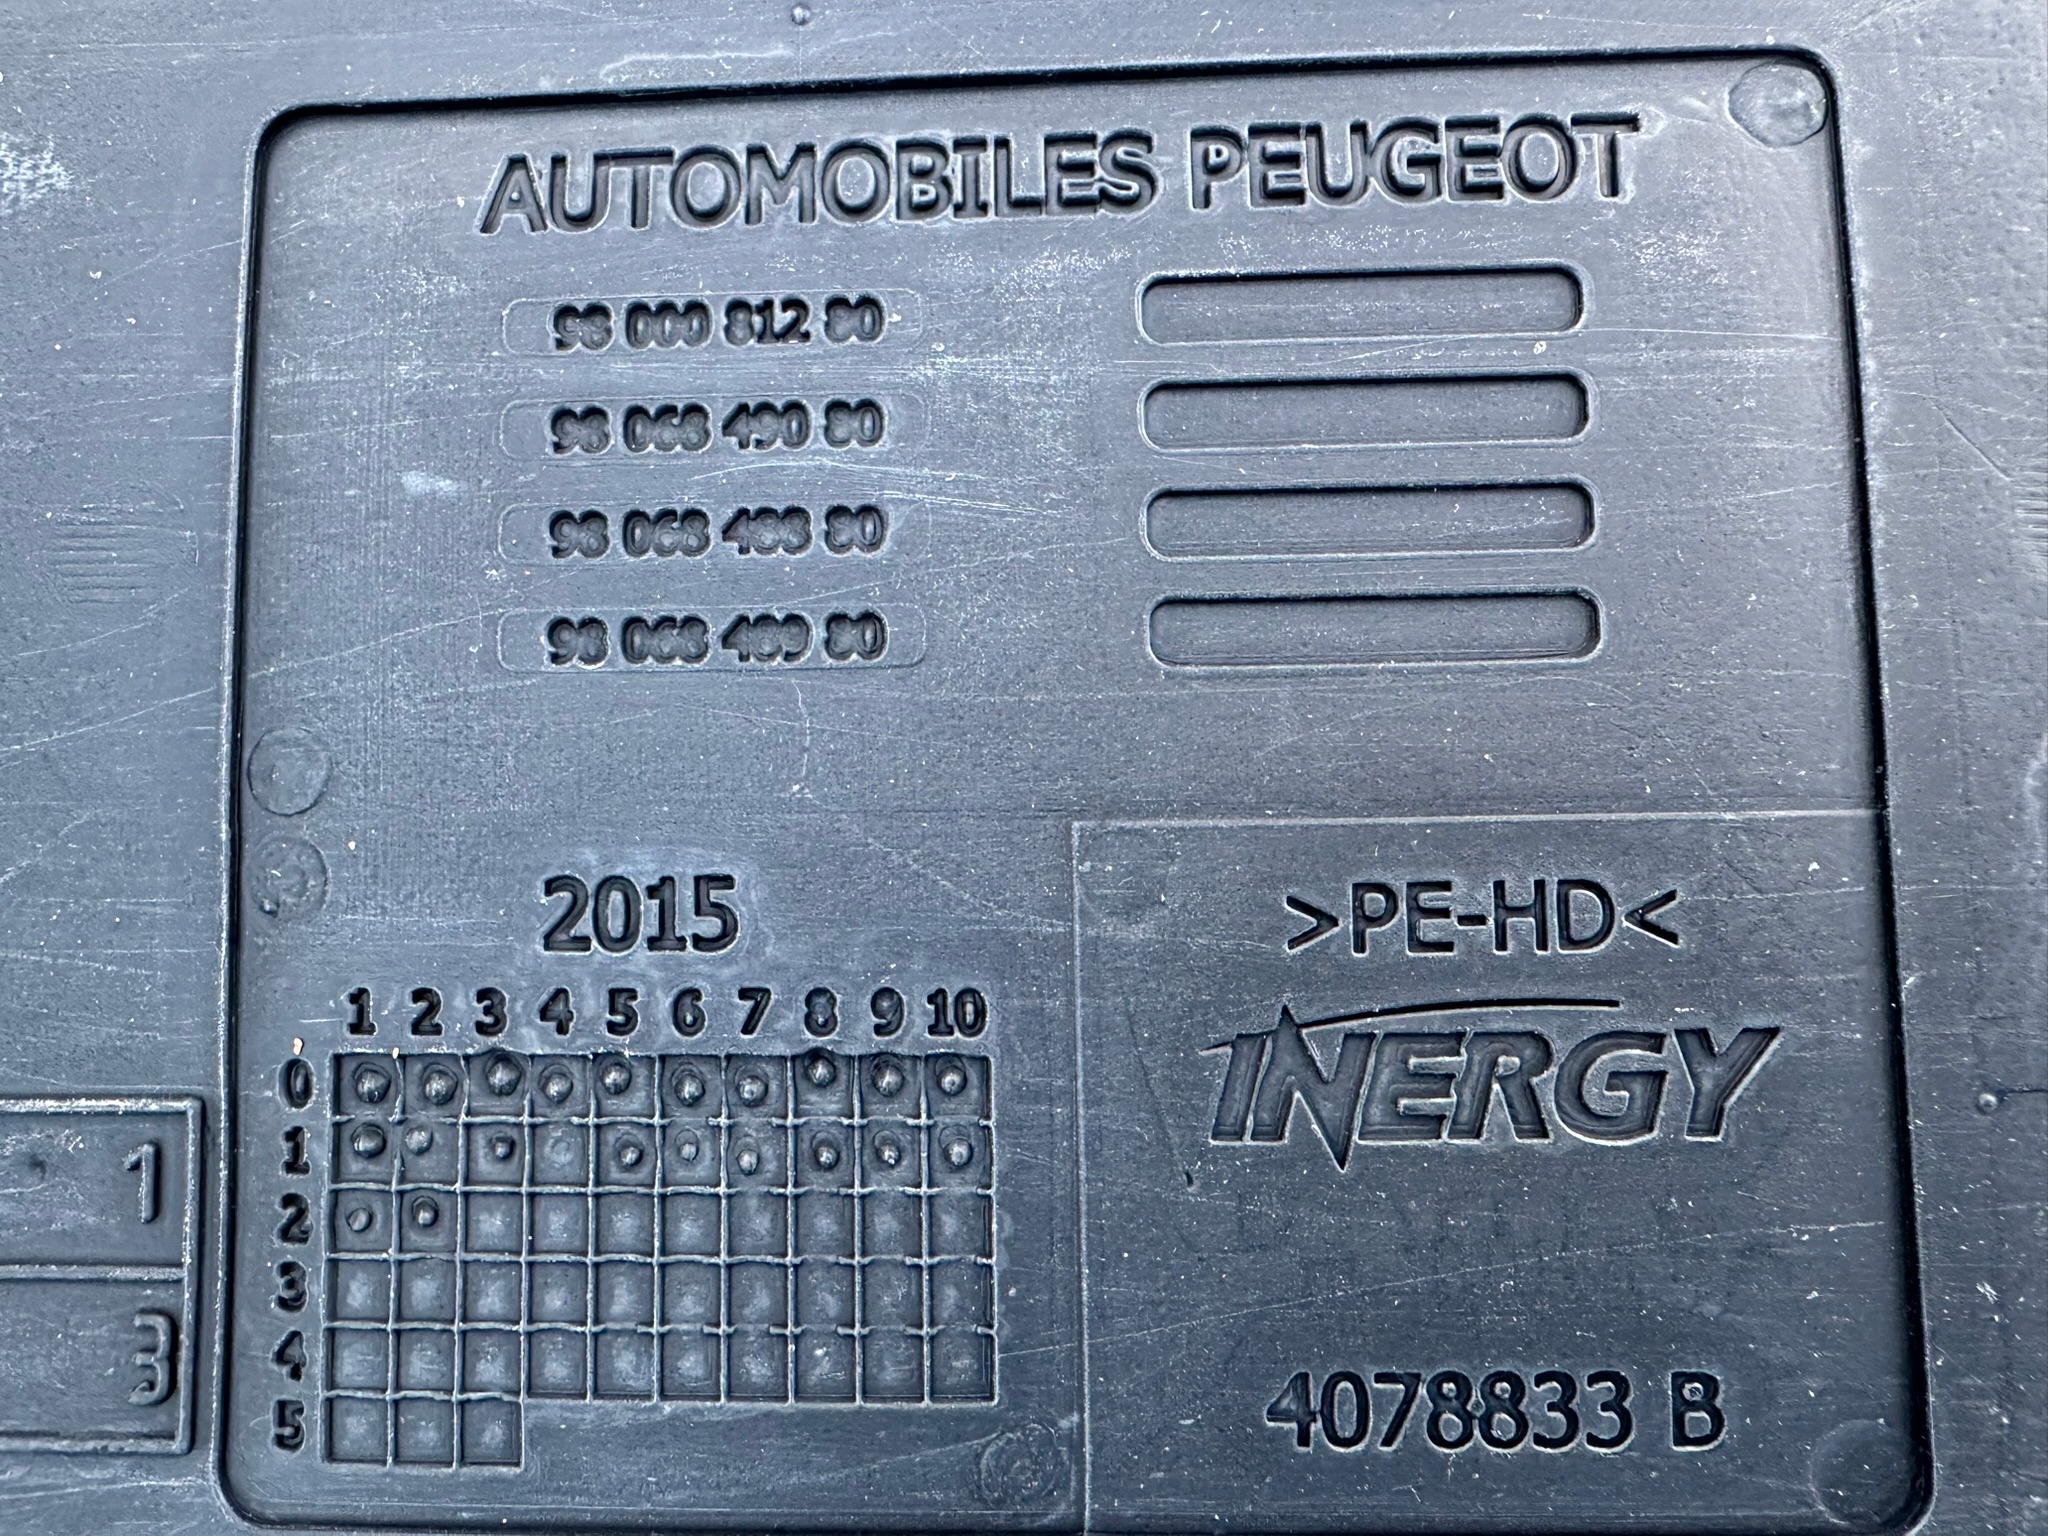 AUTOMOBILES PEUGEOT
98 000 812 80
98 068 490 80
98 068 488 80
98 068 489 80
2015
1 2 3 4 5 6 7 8 9 10
0
1
2
3
4
5
>PE-HD<
INERGY
4078833 B
1
3